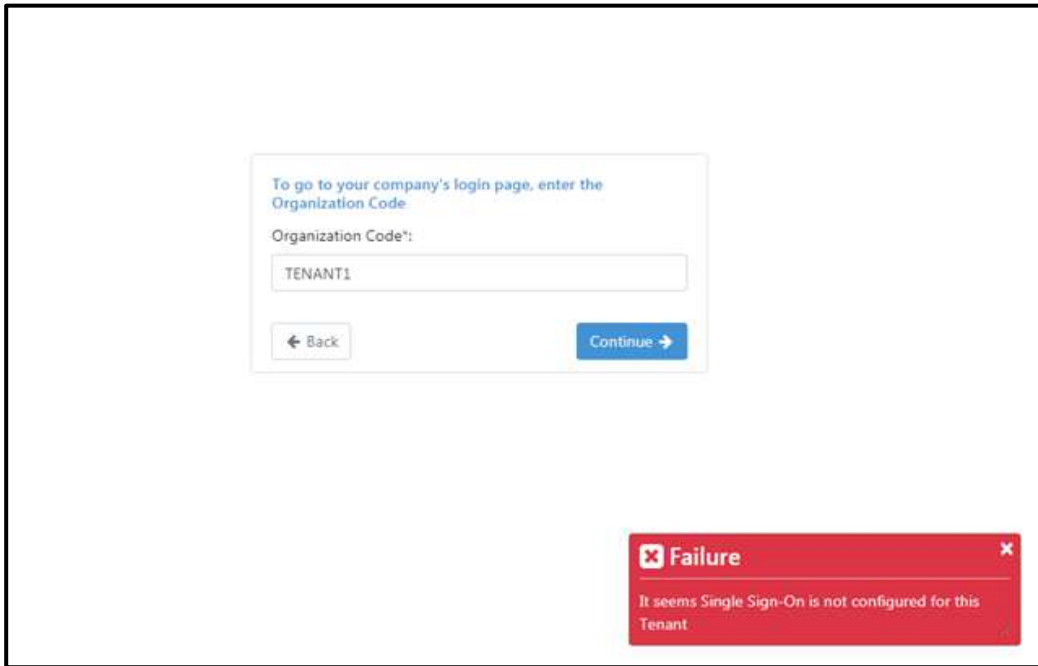 To go to your company's login page, enter the
Organization Code
Organization Code*:
TENANT1
Back
Continue
Failure
It seems Single Sign-On is not configured for this
Tenant